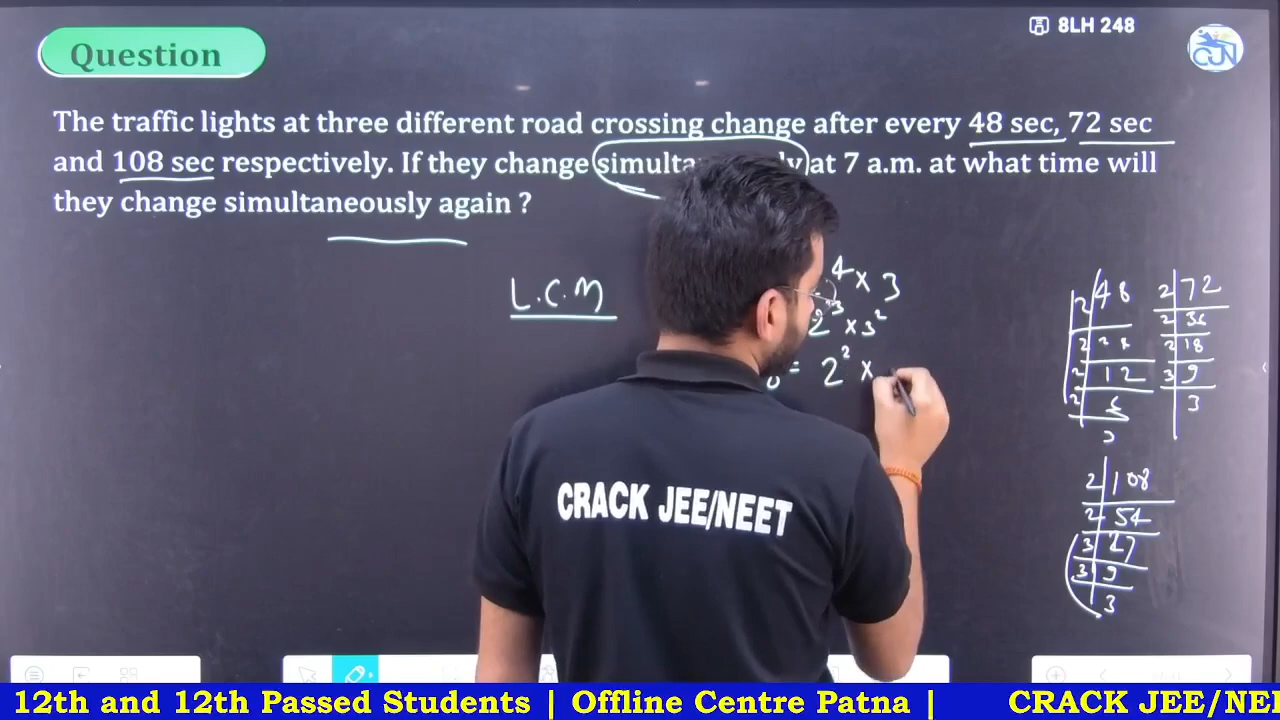 8LH 248
Question
CJN
The traffic lights at three different road crossing change after every 48 sec, 72 sec
and 108 sec respectively. If they change at 7 a.m. at what time will
they change simultaneously again ?
L.C.M
4 × 3
2³ × 3²
= 2² ×
2 48
2
2 12
2 6
3
2 72
2 36
2 18
3 9
3
2 108
2 54
3 27
3 9
3
CRACK JEE/NEET
12th and 12th Passed Students | Offline Centre Patna | CRACK JEE/NEE